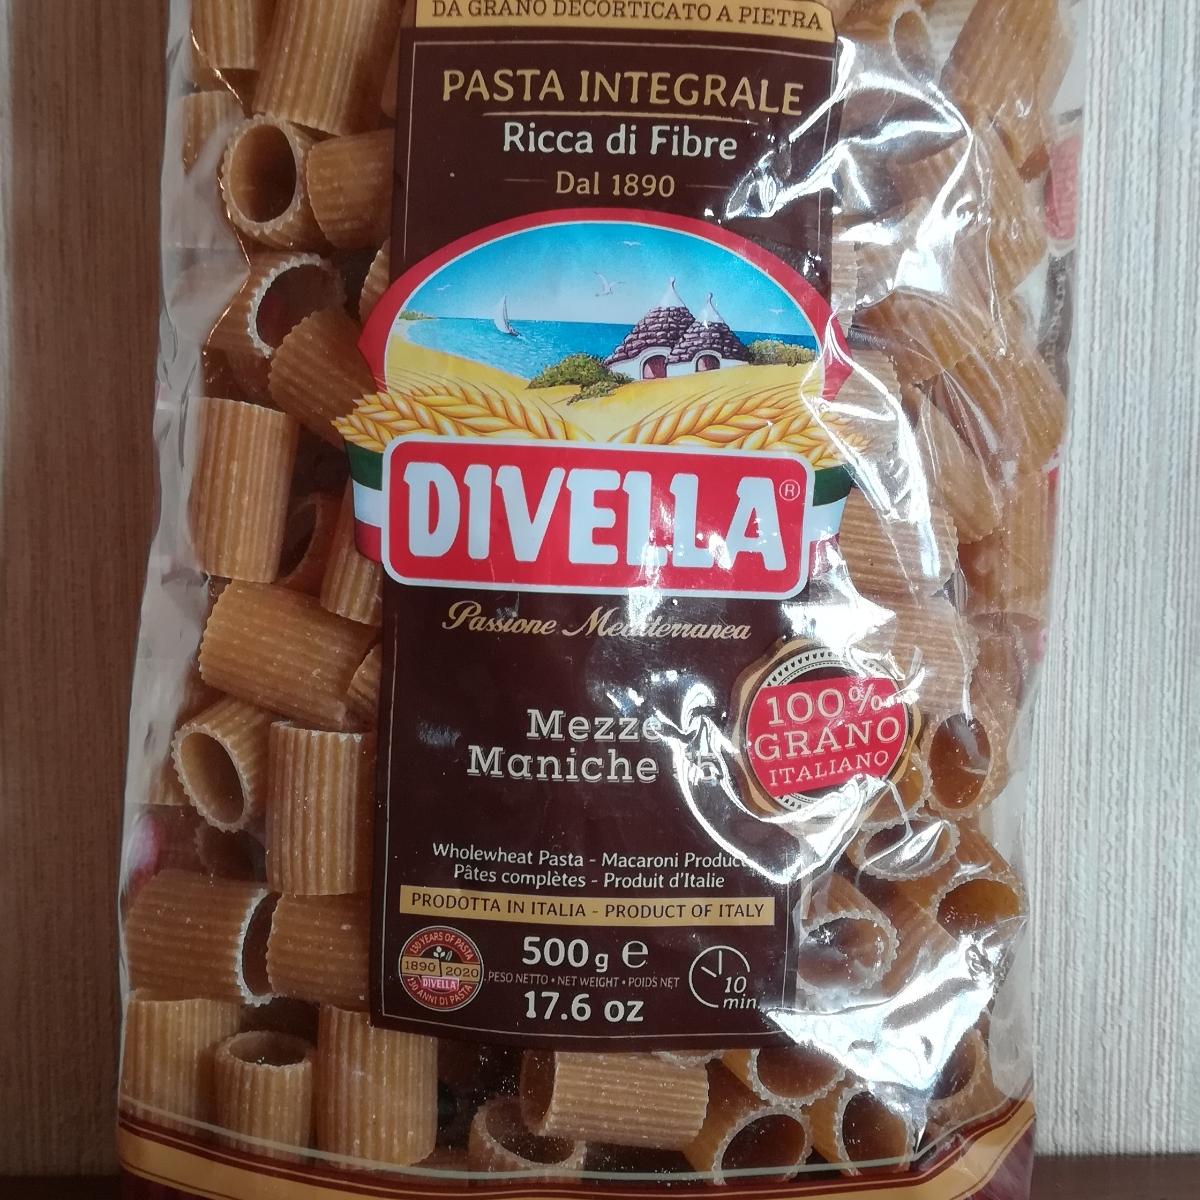 DA GRANO DECORTICATO A PIETRA
PASTA INTEGRALE
Ricca di Fibre
Dal 1890
DIVELLA®
Passione Mediterranea
Mezze
Maniche
100%
GRANO
ITALIANO
Wholewheat Pasta - Macaroni Product
Pâtes complètes - Produit d'Italie
PRODOTTA IN ITALIA - PRODUCT OF ITALY
130 YEARS OF PASTA
1890 2020
DIVELLA
130 ANNI DI PASTA
500 g e
PESO NETTO • NET WEIGHT • POIDS NET
17.6 oz
10
min.